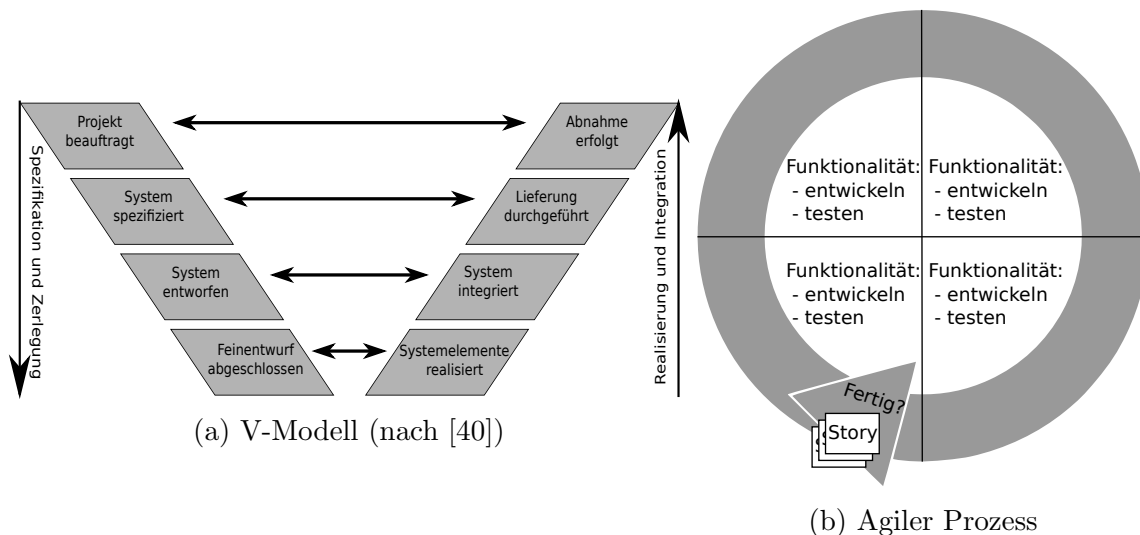 Spezifikation und Zerlegung
Projekt
beauftragt
System
spezifiziert
System
entworfen
Feinentwurf
abgeschlossen
Abnahme
erfolgt
Lieferung
durchgeführt
System
integriert
Systemelemente
realisiert
Realisierung und Integration
(a) V-Modell (nach [40])
Funktionalität:
- entwickeln
- testen
Funktionalität:
- entwickeln
- testen
Funktionalität:
- entwickeln
- testen
Funktionalität:
- entwickeln
- testen
Fertig?
Story
(b) Agiler Prozess